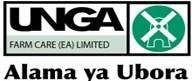 UNGA
FARM CARE (EA) LIMITED
Alama ya Ubora